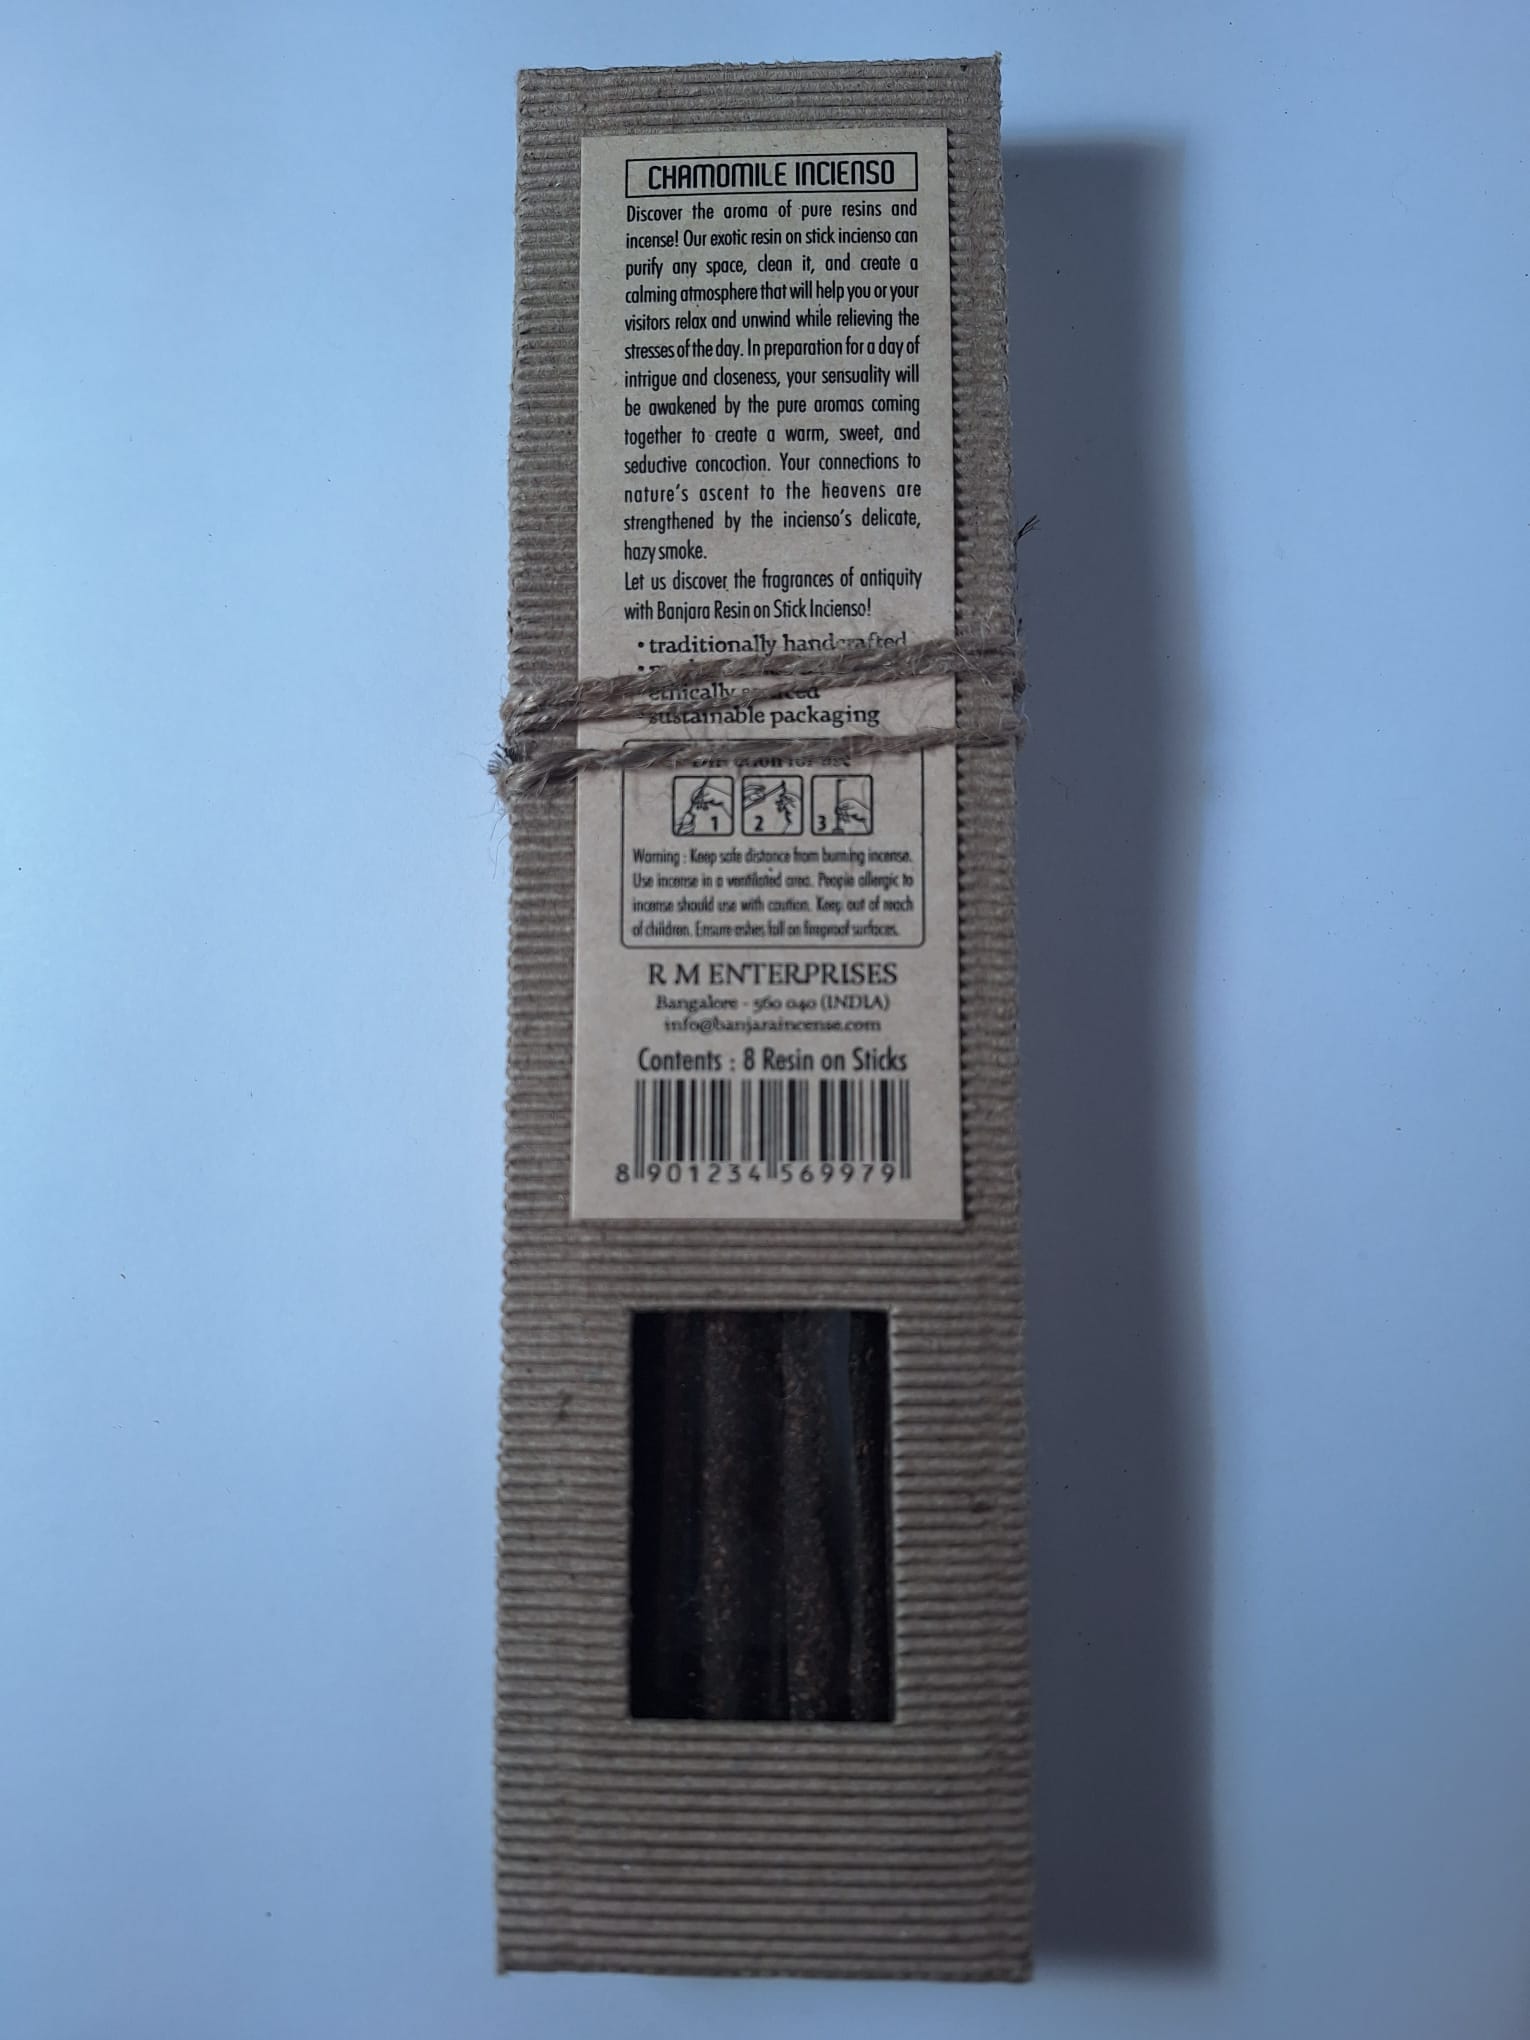 CHAMOMILE INCIENSO
Discover the aroma of pure resins and
incense! Our exotic resin on stick incienso can
purify any space, clean it, and create a
calming atmosphere that will help you or your
visitors relax and unwind while relieving the
stresses of the day. In preparation for a day of
intrigue and closeness, your sensuality will
be awakened by the pure aromas coming
together to create a warm, sweet, and
seductive concoction. Your connections to
nature's ascent to the heavens are
strengthened by the incienso's delicate,
hazy smoke.
Let us discover the fragrances of antiquity
with Banjara Resin on Stick Incienso!
• traditionally handcrafted
ethically sourced
sustainable packaging
for use
1 2 3
Warning : Keep safe distance from burning incense.
Use incense in a ventilated area. People allergic to
incense should use with caution. Keep out of reach
of children. Ensure ashes fall on fireproof surfaces.
R M ENTERPRISES
Bangalore - 560 040 (INDIA)
info@banjaraincense.com
Contents : 8 Resin on Sticks
8 901234 569979